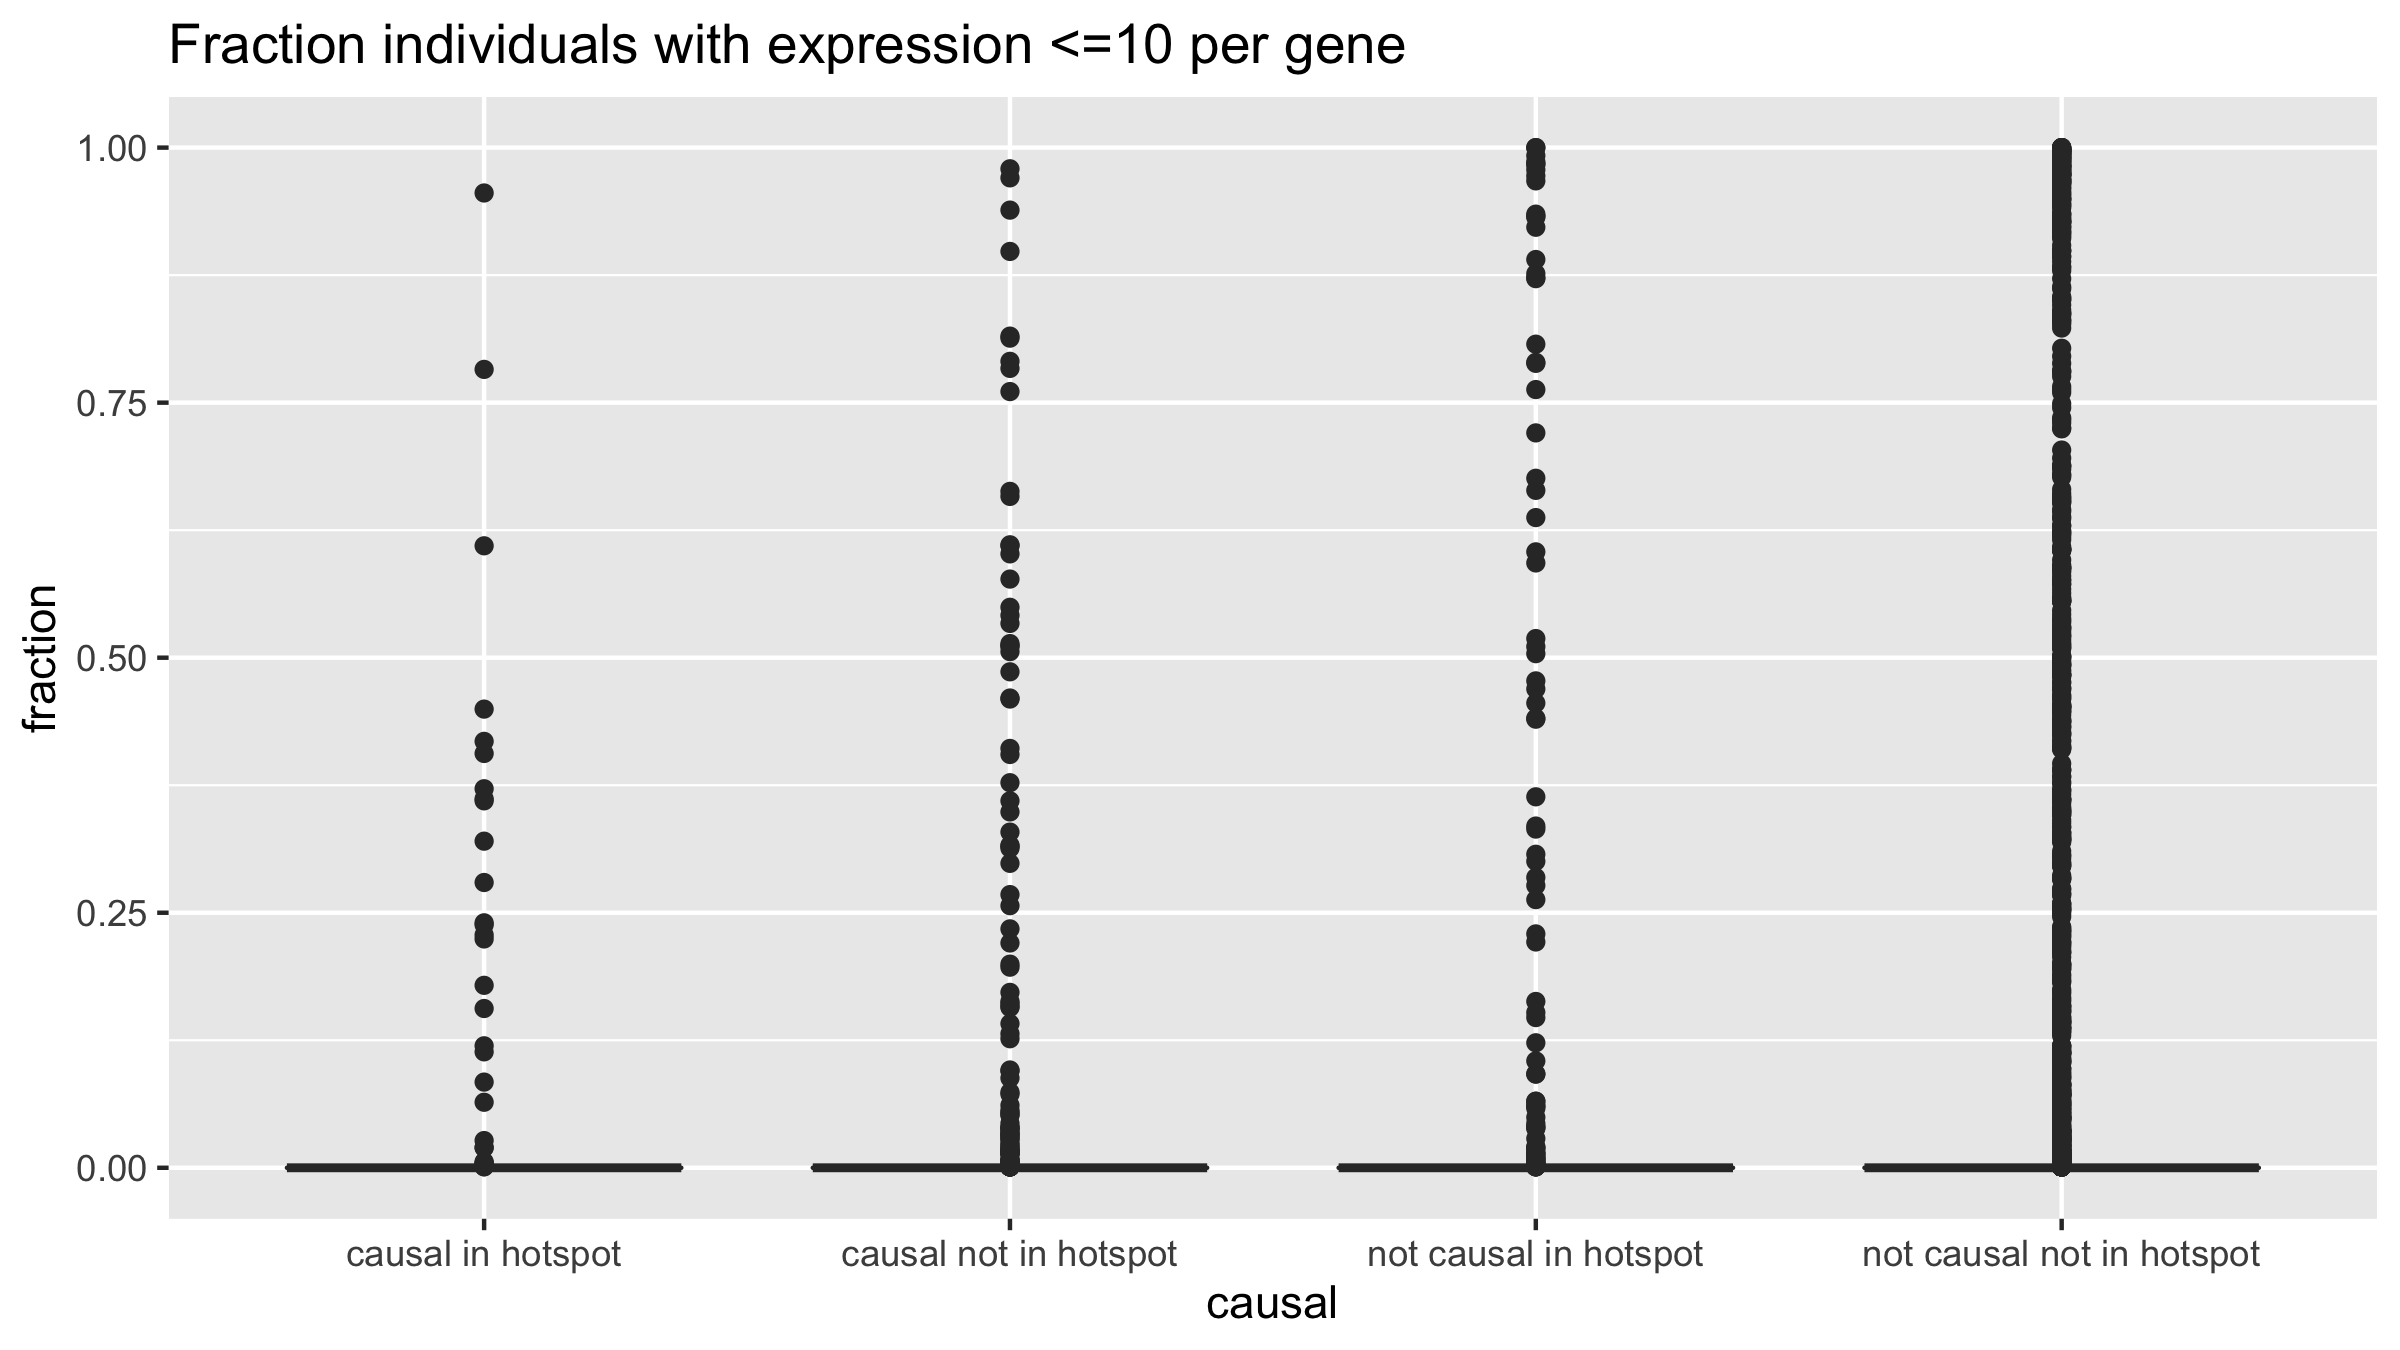 Fraction individuals with expression <=10 per gene
1.00
0.75
0.50
0.25
0.00
fraction
causal in hotspot
causal not in hotspot
not causal in hotspot
not causal not in hotspot
causal